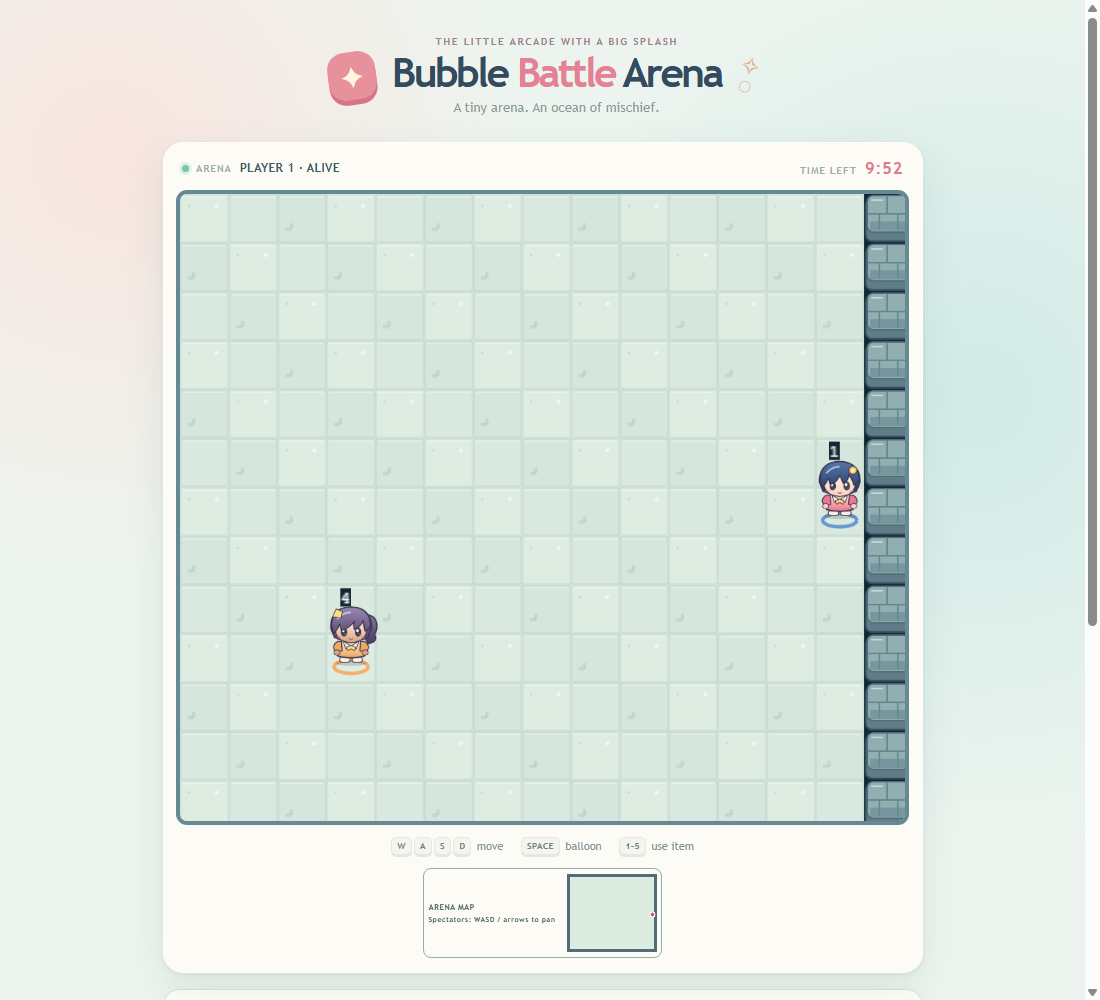 THE LITTLE ARCADE WITH A BIG SPLASH
Bubble Battle Arena
A tiny arena. An ocean of mischief.
ARENA PLAYER 1 · ALIVE
TIME LEFT 9:52
1
4
W A S D move SPACE balloon 1-5 use item
ARENA MAP
Spectators: WASD / arrows to pan